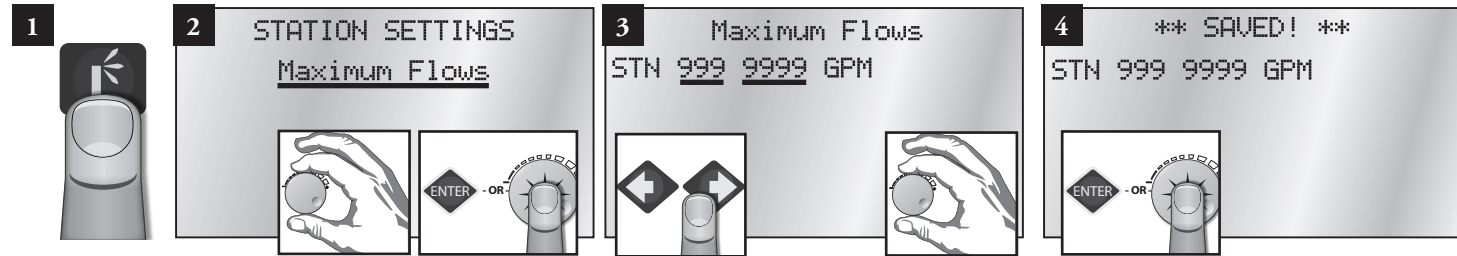 1
2
STATION SETTINGS
Maximum Flows
ENTER - OR -
3
Maximum Flows
STN 999 9999 GPM
4
** SAVED! **
STN 999 9999 GPM
ENTER - OR -